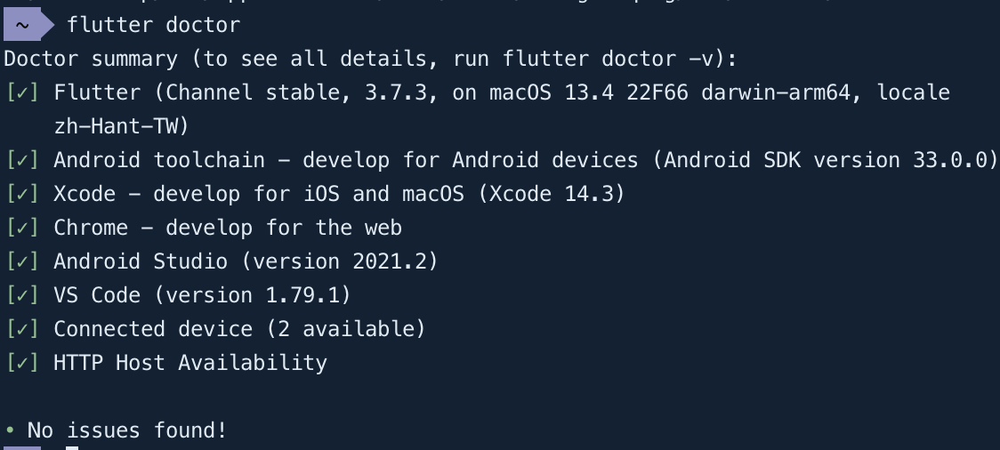 ~ flutter doctor
Doctor summary (to see all details, run flutter doctor -v):
[✓] Flutter (Channel stable, 3.7.3, on macOS 13.4 22F66 darwin-arm64, locale
zh-Hant-TW)
[✓] Android toolchain - develop for Android devices (Android SDK version 33.0.0)
[✓] Xcode - develop for iOS and macOS (Xcode 14.3)
[✓] Chrome - develop for the web
[✓] Android Studio (version 2021.2)
[✓] VS Code (version 1.79.1)
[✓] Connected device (2 available)
[✓] HTTP Host Availability
• No issues found!